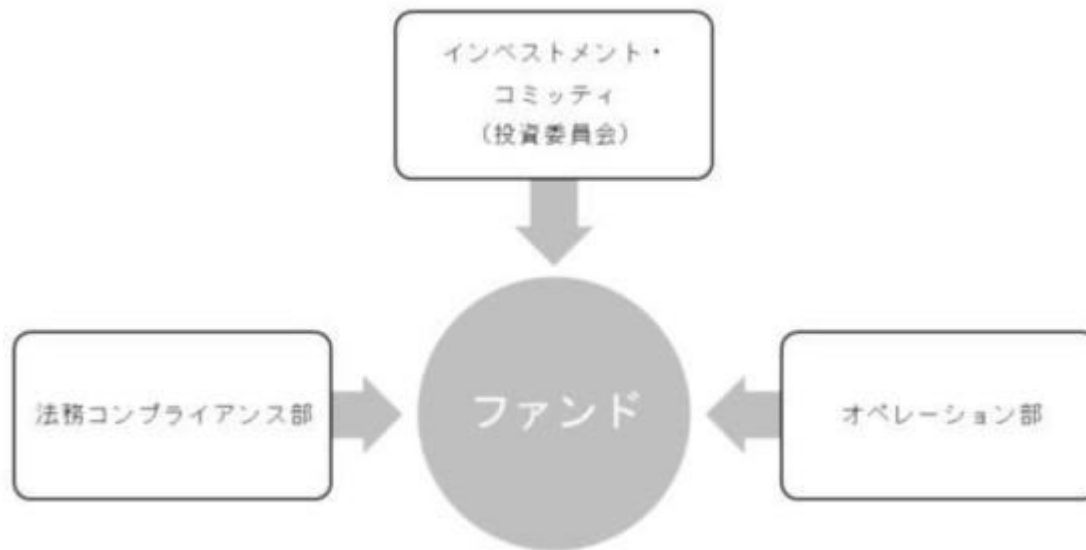 インベストメント・
コミッティ
(投資委員会)
法務コンプライアンス部
ファンド
オペレーション部